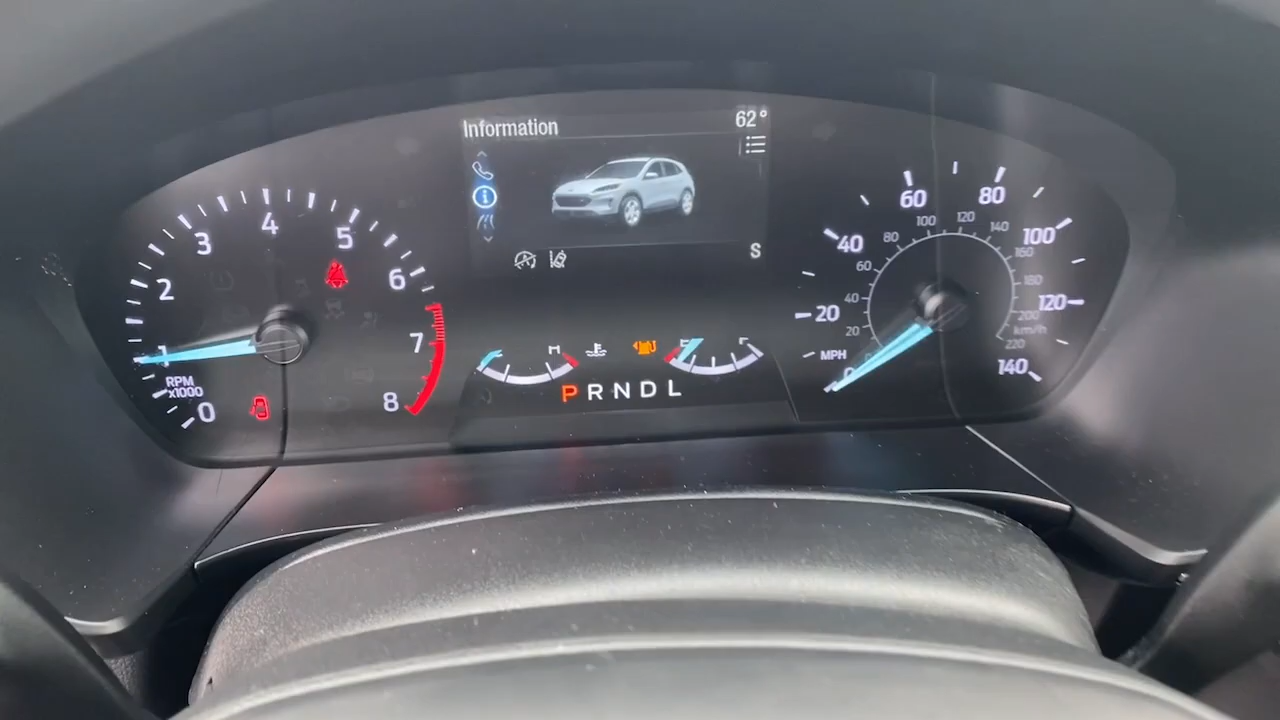 Information 62°
S
0 1 2 3 4 5 6 7 8
RPM
x1000
H
E F
P R N D L
0 20 40 60 80 100 120 140
MPH
20 40 60 80 100 120 140 160 180 200 220
km/h